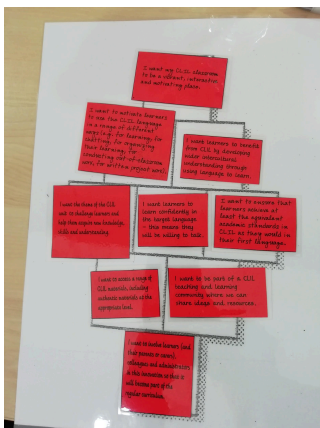 I want my CLIL classroom
to be a vibrant, interactive,
and motivating place.
I want to motivate learners
to use the CLIL language
in a range of different
ways (e.g. for learning, for
chatting, for organizing
their learning, for
conducting out-of-classroom
work, for written project work).
I want learners to benefit
from CLIL by developing
wider intercultural
understanding through
using language to learn.
I want the theme of the CLIL
unit to challenge learners and
help them acquire new knowledge,
skills and understanding.
I want learners to
learn confidently in
the target language
– this means they
will be willing to talk.
I want to ensure that
learners achieve at
least the equivalent
academic standards in
CLIL as they would in
their first language.
I want to access a range of
CLIL materials, including
authentic materials at the
appropriate level.
I want to be part of a CLIL
teaching and learning
community where we can
share ideas and resources.
I want to involve learners (and
their parents or carers),
colleagues and administrators
in this innovation so that it
will become part of the
regular curriculum.